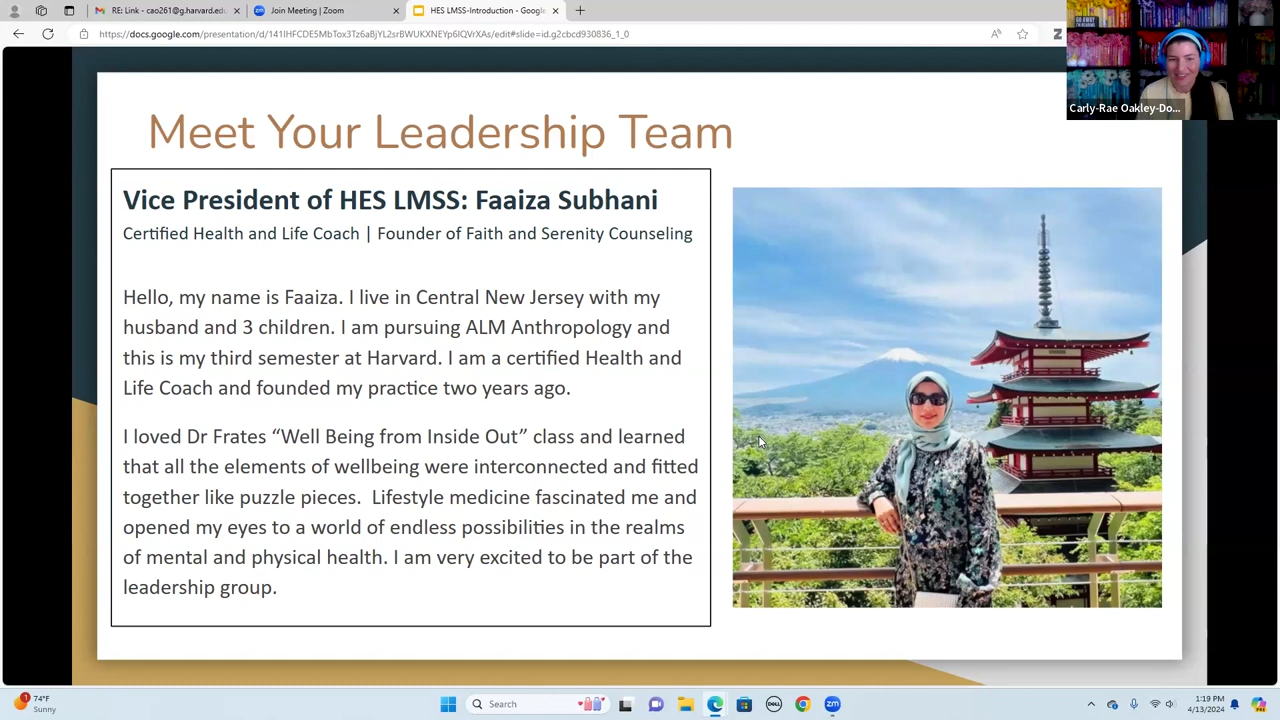 RE: Link - cao261@g.harvard.edu
Join Meeting | Zoom
HES LMSS-Introduction - Google
https://docs.google.com/presentation/d/141IHFCDE5MbTox3Tz6aBjYL2srBWUKXNEYp6IQVrXAs/edit#slide=id.g2cbcd930836_1_0
GO AWAY
Carly-Rae Oakley-Do...
Meet Your Leadership Team
Vice President of HES LMSS: Faaiza Subhani
Certified Health and Life Coach | Founder of Faith and Serenity Counseling
Hello, my name is Faaiza. I live in Central New Jersey with my
husband and 3 children. I am pursuing ALM Anthropology and
this is my third semester at Harvard. I am a certified Health and
Life Coach and founded my practice two years ago.
I loved Dr Frates “Well Being from Inside Out” class and learned
that all the elements of wellbeing were interconnected and fitted
together like puzzle pieces. Lifestyle medicine fascinated me and
opened my eyes to a world of endless possibilities in the realms
of mental and physical health. I am very excited to be part of the
leadership group.
1
74°F
Sunny
Search
DELL
zm
1:19 PM
4/13/2024